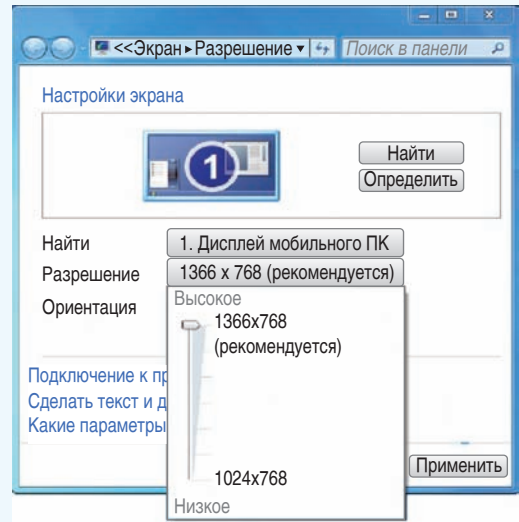 <<Экран ▸ Разрешение ▾ Поиск в панели
Настройки экрана
1
Найти
Определить
Найти 1. Дисплей мобильного ПК
Разрешение 1366 x 768 (рекомендуется)
Ориентация
Высокое
1366x768
(рекомендуется)
Подключение к пр
Сделать текст и д
Какие параметры
1024x768
Низкое
Применить